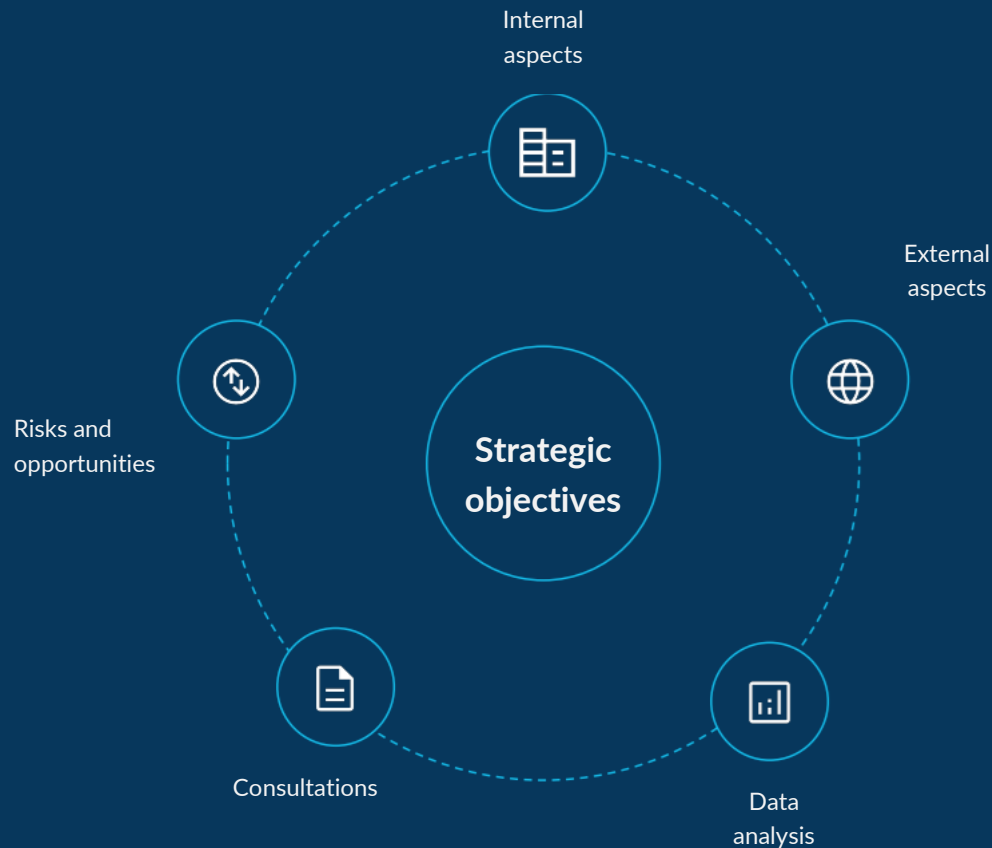 Internal
aspects
External
aspects
Risks and
opportunities
Strategic
objectives
Consultations
Data
analysis